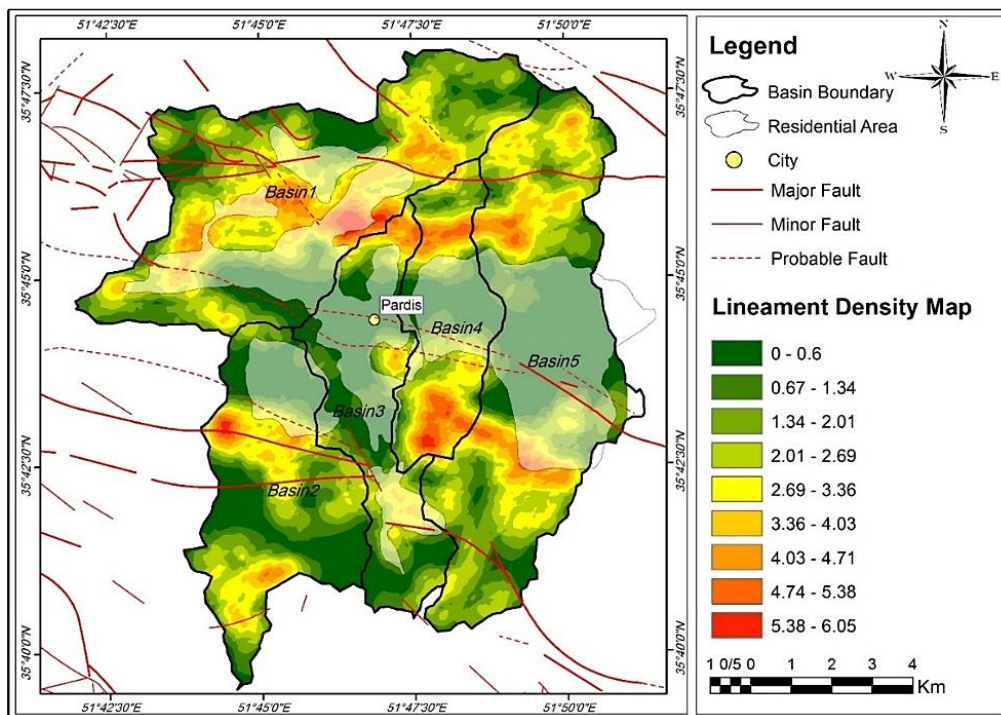 51°42'30"E 51°45'0"E 51°47'30"E 51°50'0"E
35°47'30"N 35°47'30"N
35°45'0"N 35°45'0"N
35°42'30"N 35°42'30"N
35°40'0"N 35°40'0"N
Basin1
Pardis
Basin4
Basin5
Basin3
Basin2
51°42'30"E 51°45'0"E 51°47'30"E 51°50'0"E
Legend
N
W E
S
Basin Boundary
Residential Area
City
Major Fault
Minor Fault
Probable Fault
Lineament Density Map
0 - 0.6
0.67 - 1.34
1.34 - 2.01
2.01 - 2.69
2.69 - 3.36
3.36 - 4.03
4.03 - 4.71
4.74 - 5.38
5.38 - 6.05
1 0/5 0 1 2 3 4
Km